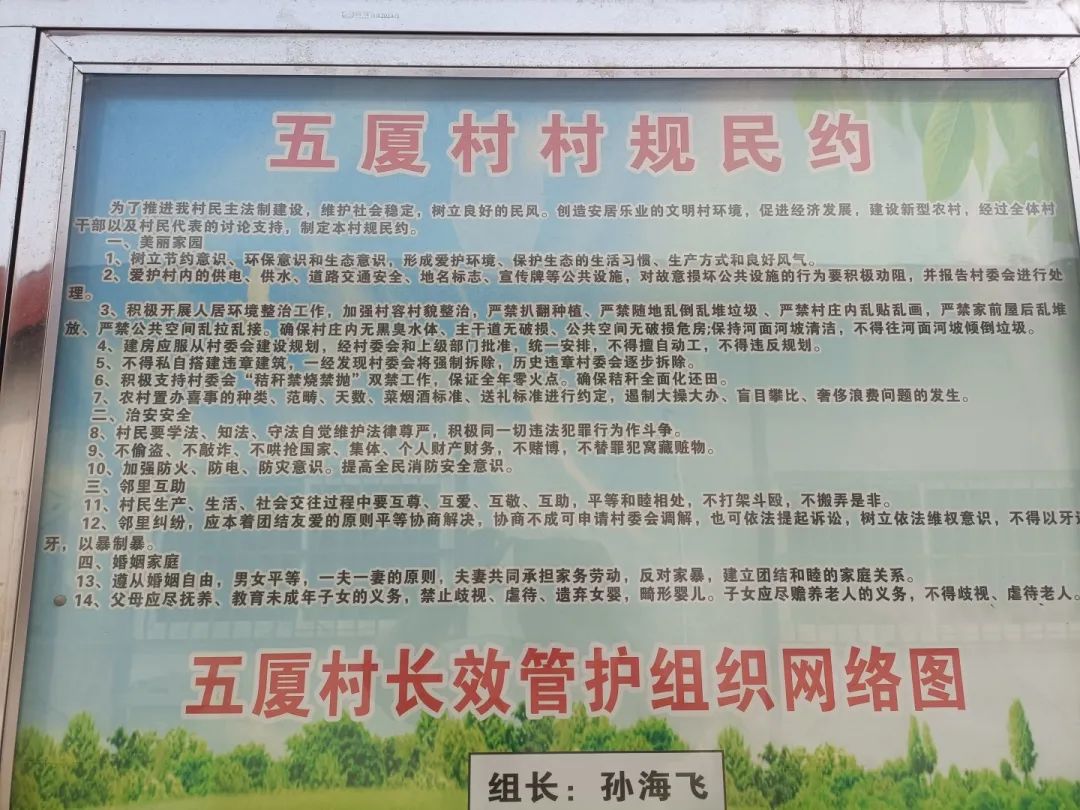 五厦村村规民约
为了推进我村民主法制建设，维护社会稳定，树立良好的民风。创造安居乐业的文明村环境，促进经济发展，建设新型农村，经过全体村
干部以及村民代表的讨论支持，制定本村规民约。
一、美丽家园
1、树立节约意识、环保意识和生态意识，形成爱护环境、保护生态的生活习惯、生产方式和良好风气。
2、爱护村内的供电、供水、道路交通安全、地名标志、宣传牌等公共设施，对故意损坏公共设施的行为要积极劝阻，并报告村委会进行处
理。
3、积极开展人居环境整治工作，加强村容村貌整治，严禁扒翻种植、严禁随地乱倒乱堆垃圾、严禁村庄内乱贴乱画，严禁家前屋后乱堆
放、严禁公共空间乱拉乱接。确保村庄内无黑臭水体、主干道无破损、公共空间无破损危房;保持河面河坡清洁，不得往河面河坡倾倒垃圾。
4、建房应服从村委会建设规划，经村委会和上级部门批准，统一安排，不得擅自动工，不得违反规划。
5、不得私自搭建违章建筑，一经发现村委会将强制拆除，历史违章村委会逐步拆除。
6、积极支持村委会“秸秆禁烧禁抛”双禁工作，保证全年零火点。确保秸秆全面化还田。
7、农村置办喜事的种类、范畴、天数、菜烟酒标准、送礼标准进行约定，遏制大操大办、盲目攀比、奢侈浪费问题的发生。
二、治安安全
8、村民要学法、知法、守法自觉维护法律尊严，积极同一切违法犯罪行为作斗争。
9、不偷盗、不敲诈、不哄抢国家、集体、个人财产财务，不赌博，不替罪犯窝藏赃物。
10、加强防火、防电、防灾意识。提高全民消防安全意识。
三、邻里互助
11、村民生产、生活、社会交往过程中要互尊、互爱、互敬、互助，平等和睦相处，不打架斗殴，不搬弄是非。
12、邻里纠纷，应本着团结友爱的原则平等协商解决，协商不成可申请村委会调解，也可依法提起诉讼，树立依法维权意识，不得以牙
牙，以暴制暴。
四、婚姻家庭
13、遵从婚姻自由，男女平等，一夫一妻的原则，夫妻共同承担家务劳动，反对家暴，建立团结和睦的家庭关系。
14、父母应尽抚养、教育未成年子女的义务，禁止歧视、虐待、遗弃女婴，畸形婴儿。子女应尽赡养老人的义务，不得歧视、虐待老人。
五厦村长效管护组织网络图
组长：孙海飞